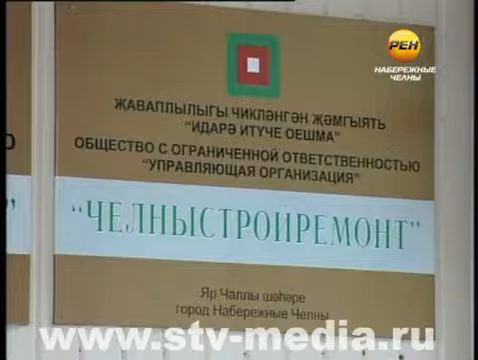 РЕН
НАБЕРЕЖНЫЕ
ЧЕЛНЫ
ҖАВАПЛЫЛЫГЫ ЧИКЛӘНГӘН ҖӘМГЫЯТЬ
"ИДАРӘ ИТҮЧЕ ОЕШМА"
ОБЩЕСТВО С ОГРАНИЧЕННОЙ ОТВЕТСТВЕННОСТЬЮ
"УПРАВЛЯЮЩАЯ ОРГАНИЗАЦИЯ"
"ЧЕЛНЫСТРОЙРЕМОНТ"
Яр Чаллы шәһәре
город Набережные Челны
www.stv-media.ru